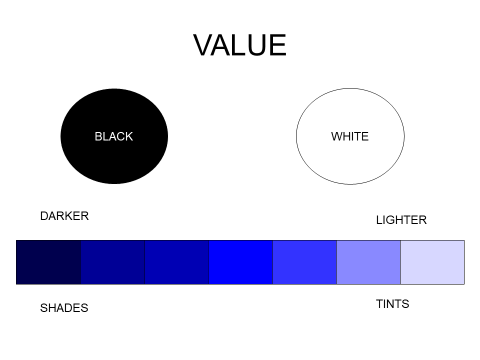 VALUE
BLACK
WHITE
DARKER
LIGHTER
SHADES
TINTS